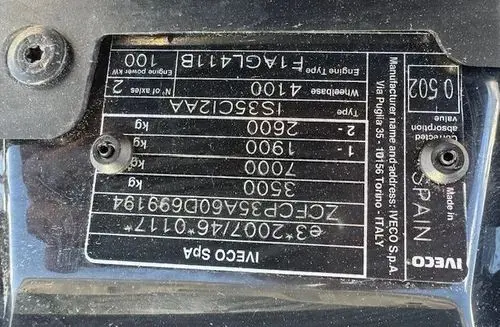 IVECO SpA
e3*2007/46*0117*
ZCFCP35A60D699194
3500 kg
7000 kg
1- 1900 kg
2- 2600 kg
Type IS35CI2AA
Wheelbase 4100 N° of axles 2
Engine Type F1AGL411B Engine power kW 100
Manufacturer name and address: IVECO S.p.A.
Via Puglia 35 - 10156 Torino - ITALY
IVECO
Made in
SPAIN
Corrected
absorption
value
0.502